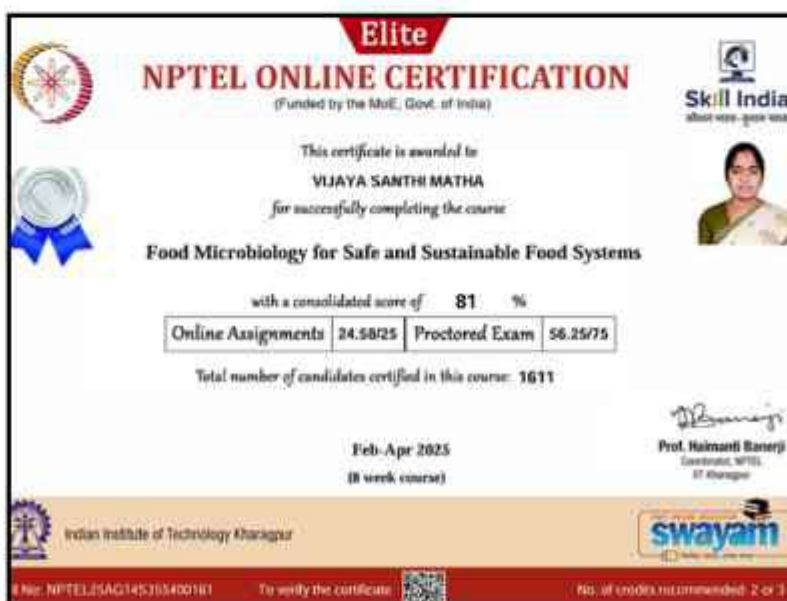 Elite
NPTEL ONLINE CERTIFICATION
(Funded by the MoE, Govt. of India)
Skill India
This certificate is awarded to
VIJAYA SANTHI MATHA
for successfully completing the course
Food Microbiology for Safe and Sustainable Food Systems
with a consolidated score of 81 %
Online Assignments 24.58/25 Proctored Exam 56.25/75
Total number of candidates certified in this course: 1611
Feb-Apr 2025
(8 week course)
Prof. Haimanti Banerji
Coordinator, NPTEL
IIT Kharagpur
Indian Institute of Technology Kharagpur
swayam
No: NPTEL25AG145355400161 To verify the certificate No. of credits recommended: 2 or 3